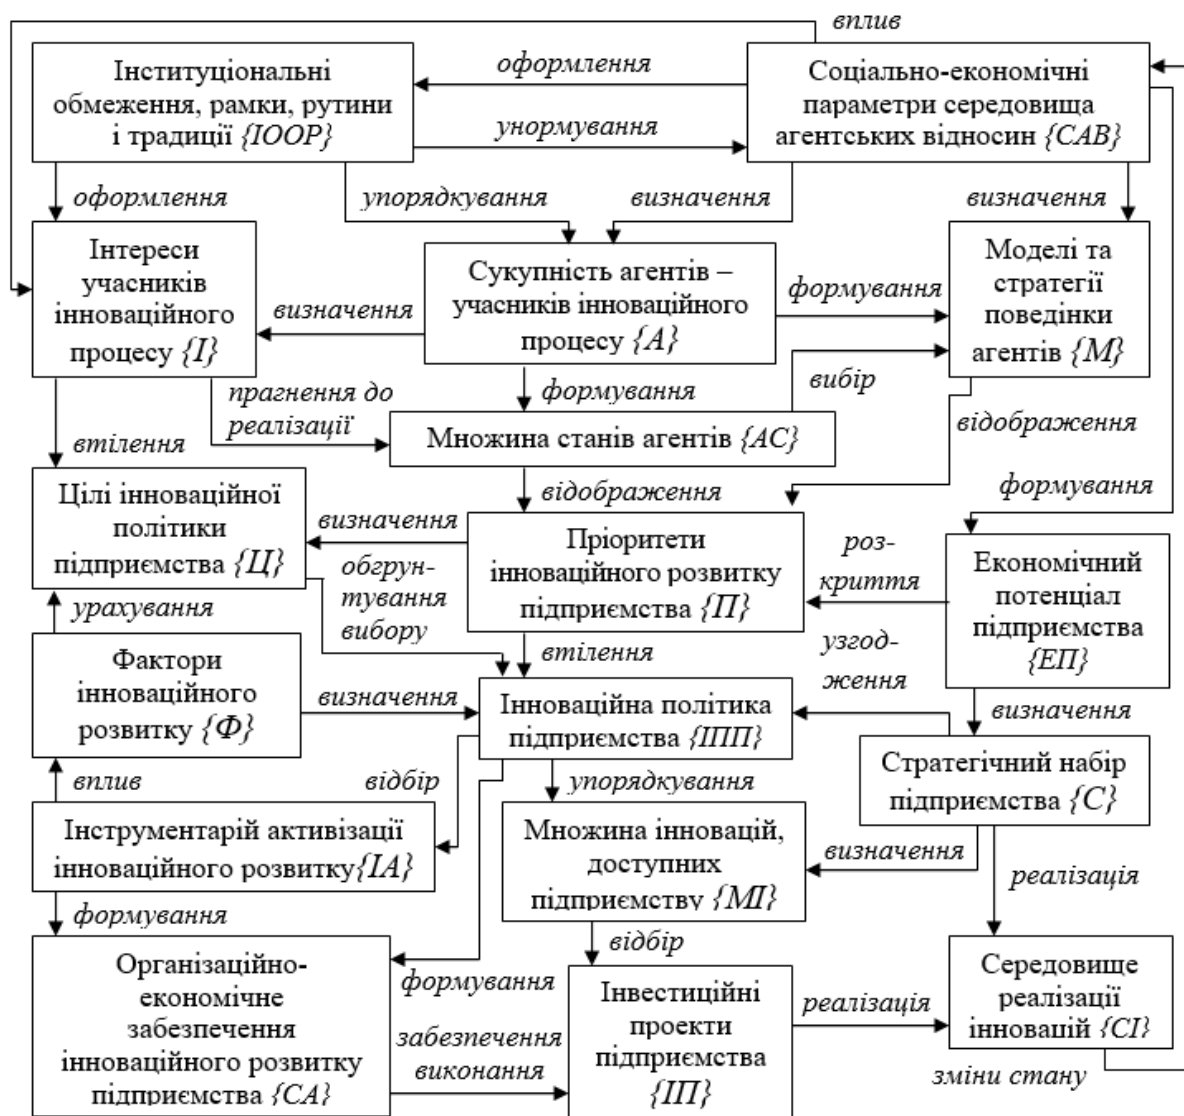 вплив
Інституціональні
обмеження, рамки, рутини
і традиції {ІООР}
оформлення
унормування
Соціально-економічні
параметри середовища
агентських відносин {САВ}
оформлення
упорядкування
визначення
визначення
Інтереси
учасників
інноваційного
процесу {І}
визначення
Сукупність агентів –
учасників інноваційного
процесу {А}
формування
Моделі та
стратегії
поведінки
агентів {М}
прагнення до
реалізації
формування
вибір
Множина станів агентів {АС}
відображення
втілення
відображення
формування
Цілі інноваційної
політики
підприємства {Ц}
визначення
Пріоритети
інноваційного розвитку
підприємства {П}
роз-
криття
Економічний
потенціал
підприємства
{ЕП}
обгрун-
тування
вибору
урахування
втілення
узгод-
ження
Фактори
інноваційного
розвитку {Ф}
визначення
Інноваційна політика
підприємства {ІПП}
визначення
Стратегічний набір
підприємства {С}
вплив
відбір
упорядкування
Інструментарій активізації
інноваційного розвитку{ІА}
Множина інновацій,
доступних
підприємству {МІ}
визначення
реалізація
формування
відбір
Організаційно-
економічне
забезпечення
інноваційного розвитку
підприємства {СА}
формування
забезпечення
виконання
Інвестиційні
проекти
підприємства
{ІП}
реалізація
Середовище
реалізації
інновацій {СІ}
зміни стану